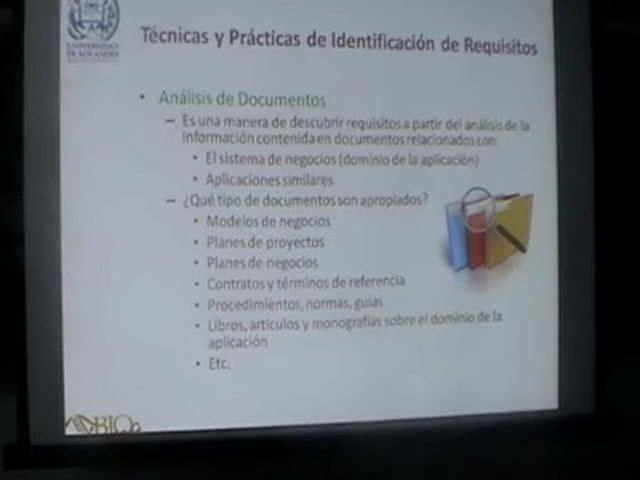 UNIVERSIDAD
DE LOS ANDES
Técnicas y Prácticas de Identificación de Requisitos
• Análisis de Documentos
– Es una manera de descubrir requisitos a partir del análisis de la
información contenida en documentos relacionados con:
• El sistema de negocios (dominio de la aplicación)
• Aplicaciones similares
– ¿Qué tipo de documentos son apropiados?
• Modelos de negocios
• Planes de proyectos
• Planes de negocios
• Contratos y términos de referencia
• Procedimientos, normas, guías
• Libros, artículos y monografías sobre el dominio de la
aplicación
• Etc.